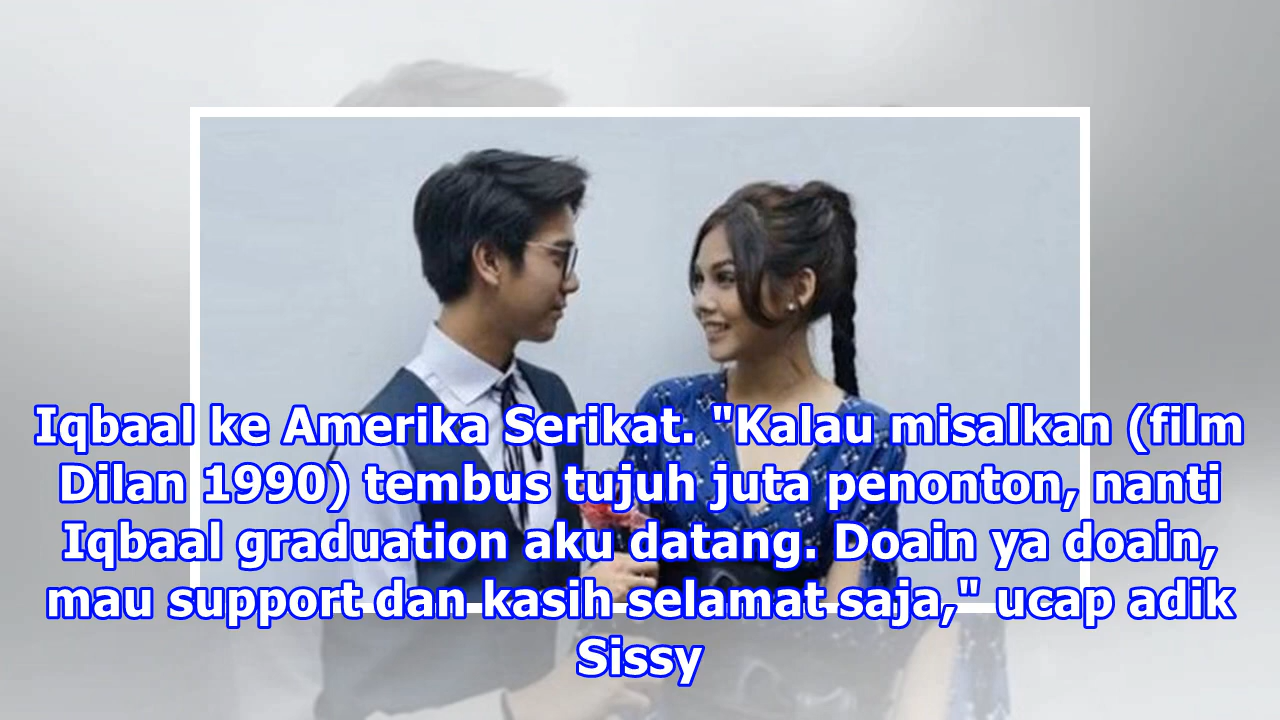 Iqbaal ke Amerika Serikat. "Kalau misalkan (film
Dilan 1990) tembus tujuh juta penonton, nanti
Iqbaal graduation aku datang. Doain ya doain,
mau support dan kasih selamat saja," ucap adik
Sissy